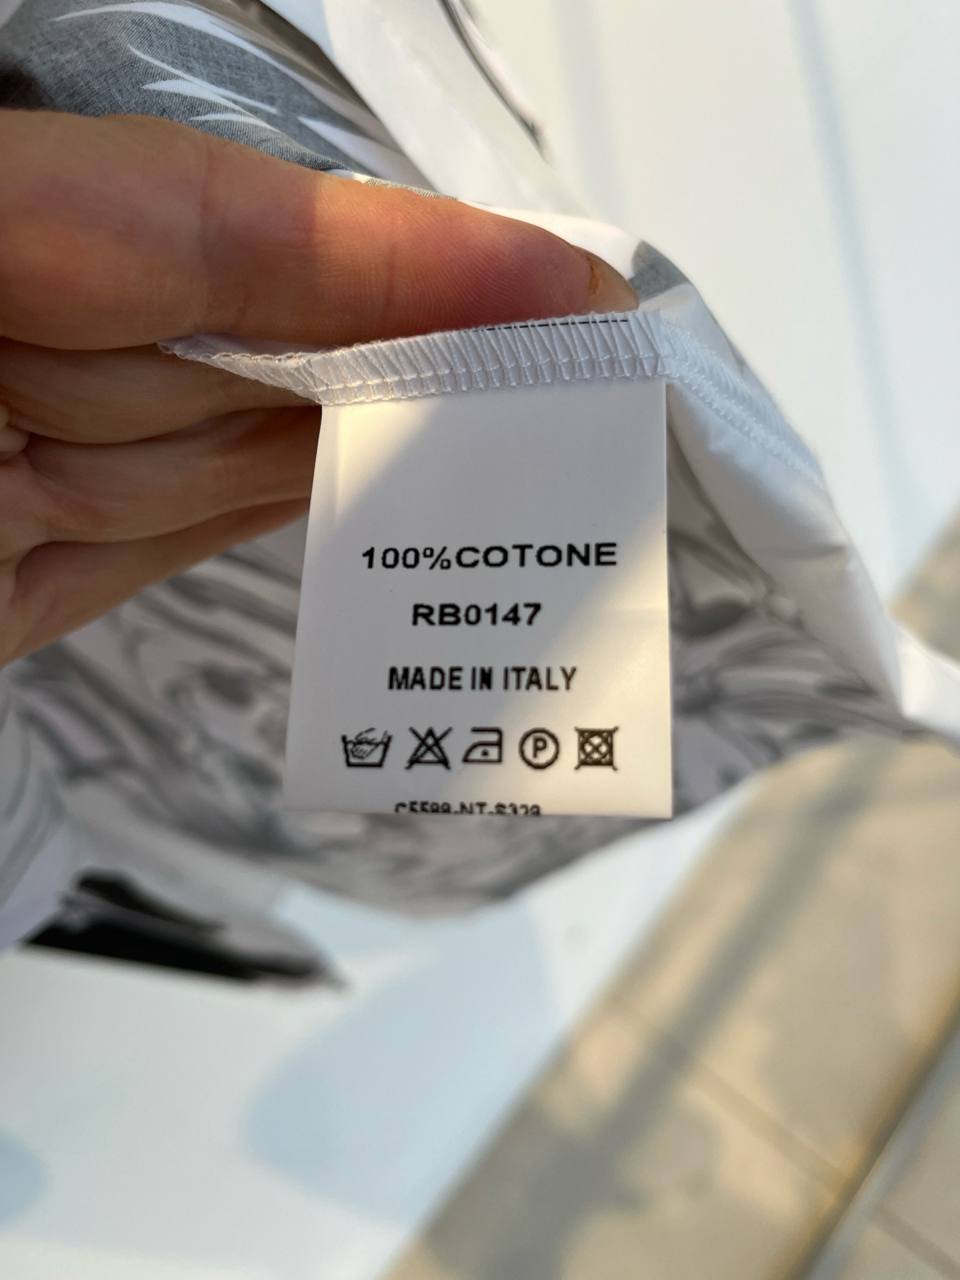 100%COTONE
RB0147
MADE IN ITALY
P